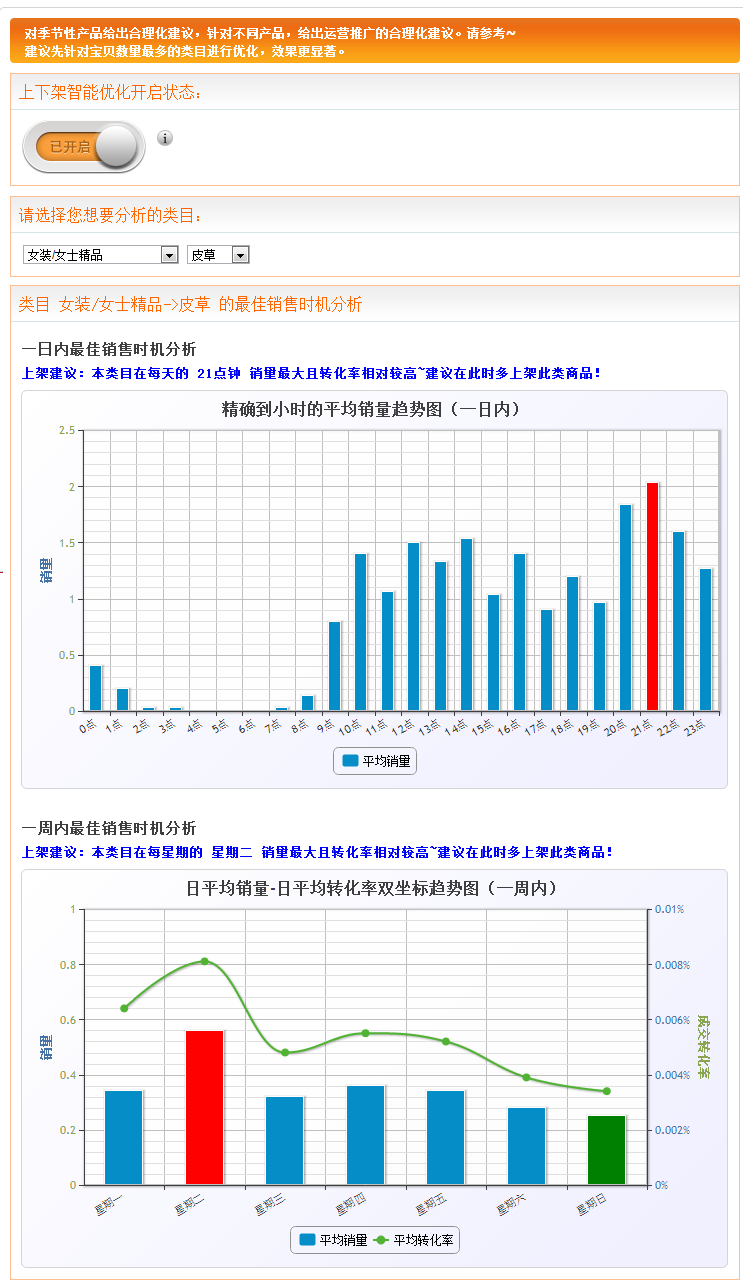 对季节性产品给出合理化建议，针对不同产品，给出运营推广的合理化建议。请参考~
建议先针对宝贝数量最多的类目进行优化，效果更显著。
上下架智能优化开启状态：
已开启
i
请选择您想要分析的类目：
女装/女士精品 皮草
类目 女装/女士精品->皮草 的最佳销售时机分析
一日内最佳销售时机分析
上架建议：本类目在每天的 21点钟 销量最大且转化率相对较高~建议在此时多上架此类商品！
精确到小时的平均销量趋势图（一日内）
2.5
2
1.5
1
0.5
0
销量
0点 1点 2点 3点 4点 5点 6点 7点 8点 9点 10点 11点 12点 13点 14点 15点 16点 17点 18点 19点 20点 21点 22点 23点
平均销量
一周内最佳销售时机分析
上架建议：本类目在每星期的 星期二 销量最大且转化率相对较高~建议在此时多上架此类商品！
日平均销量-日平均转化率双坐标趋势图（一周内）
1
0.8
0.6
0.4
0.2
0
销量
0.01%
0.008%
0.006%
0.004%
0.002%
0%
成交转化率
星期一 星期二 星期三 星期四 星期五 星期六 星期日
平均销量 平均转化率